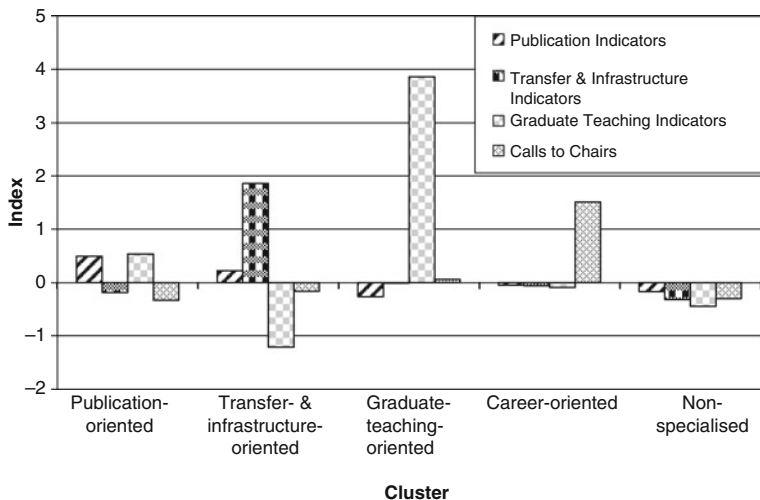 5
4
3
2
1
0
−1
−2
Index
Publication Indicators
Transfer & Infrastructure
Indicators
Graduate Teaching Indicators
Calls to Chairs
Publication-
oriented
Transfer- &
infrastructure-
oriented
Graduate-
teaching-
oriented
Career-oriented
Non-
specialised
Cluster